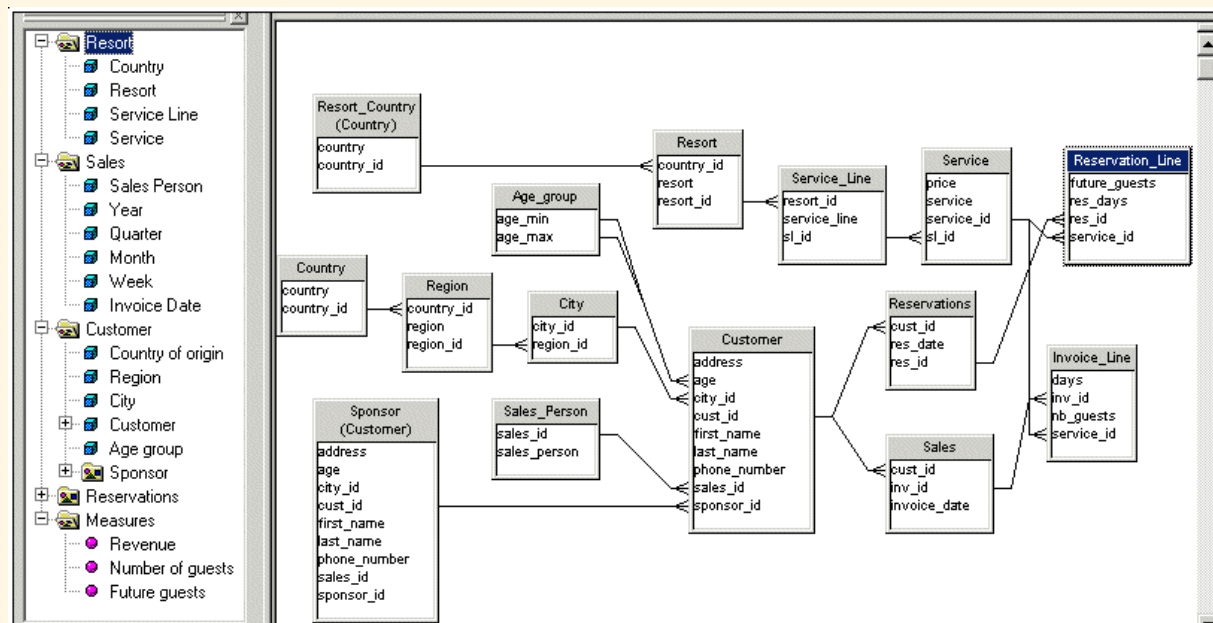 Resort
Country
Resort
Service Line
Service
Sales
Sales Person
Year
Quarter
Month
Week
Invoice Date
Customer
Country of origin
Region
City
Customer
Age group
Sponsor
Reservations
Measures
Revenue
Number of guests
Future guests
Resort_Country
(Country)
country
country_id
Resort
country_id
resort
resort_id
Service_Line
resort_id
service_line
sl_id
Service
price
service
service_id
sl_id
Reservation_Line
future_guests
res_days
res_id
service_id
Age_group
age_min
age_max
Country
country
country_id
Region
country_id
region
region_id
City
city_id
region_id
Customer
address
age
city_id
cust_id
first_name
last_name
phone_number
sales_id
sponsor_id
Reservations
cust_id
res_date
res_id
Invoice_Line
days
inv_id
nb_guests
service_id
Sponsor
(Customer)
address
age
city_id
cust_id
first_name
last_name
phone_number
sales_id
sponsor_id
Sales_Person
sales_id
sales_person
Sales
cust_id
inv_id
invoice_date